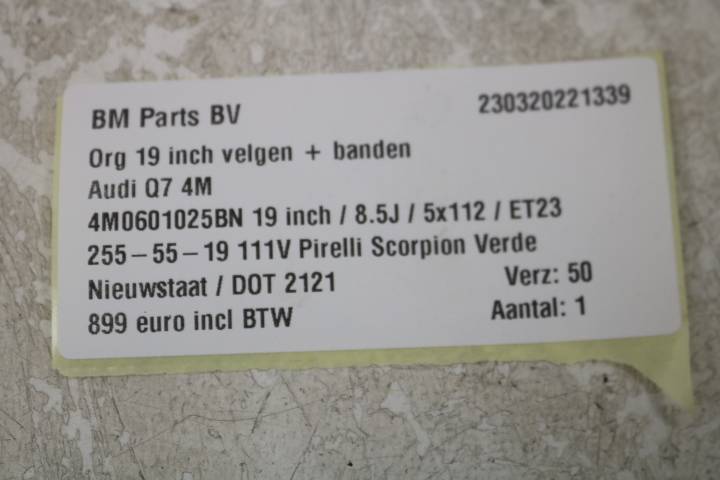 BM Parts BV 230320221339
Org 19 inch velgen + banden
Audi Q7 4M
4M0601025BN 19 inch / 8.5J / 5x112 / ET23
255-55-19 111V Pirelli Scorpion Verde
Nieuwstaat / DOT 2121 Verz: 50
899 euro incl BTW Aantal: 1